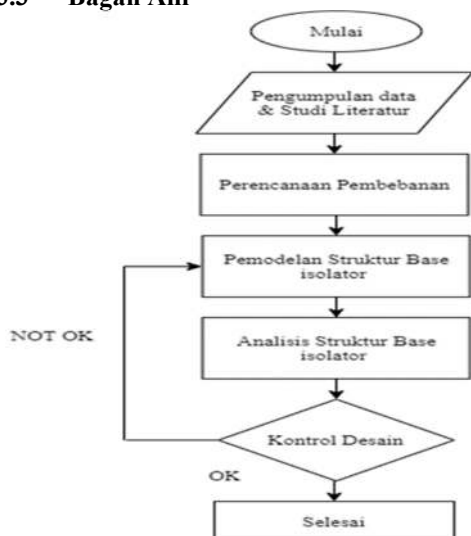 Bagan Alir
Mulai
Pengumpulan data
& Studi Literatur
Perencanaan Pembebanan
Pemodelan Struktur Base
isolator
NOT OK
Analisis Struktur Base
isolator
Kontrol Desain
OK
Selesai